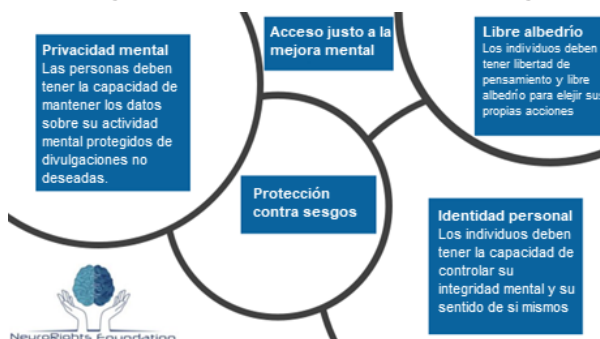 Privacidad mental
Las personas deben
tener la capacidad de
mantener los datos
sobre su actividad
mental protegidos de
divulgaciones no
deseadas.
Acceso justo a la
mejora mental
Libre albedrío
Los individuos deben
tener libertad de
pensamiento y libre
albedrío para elejir sus
propias acciones
Protección
contra sesgos
Identidad personal
Los individuos deben
tener la capacidad de
controlar su
integridad mental y su
sentido de si mismos
NeuroRights Foundation